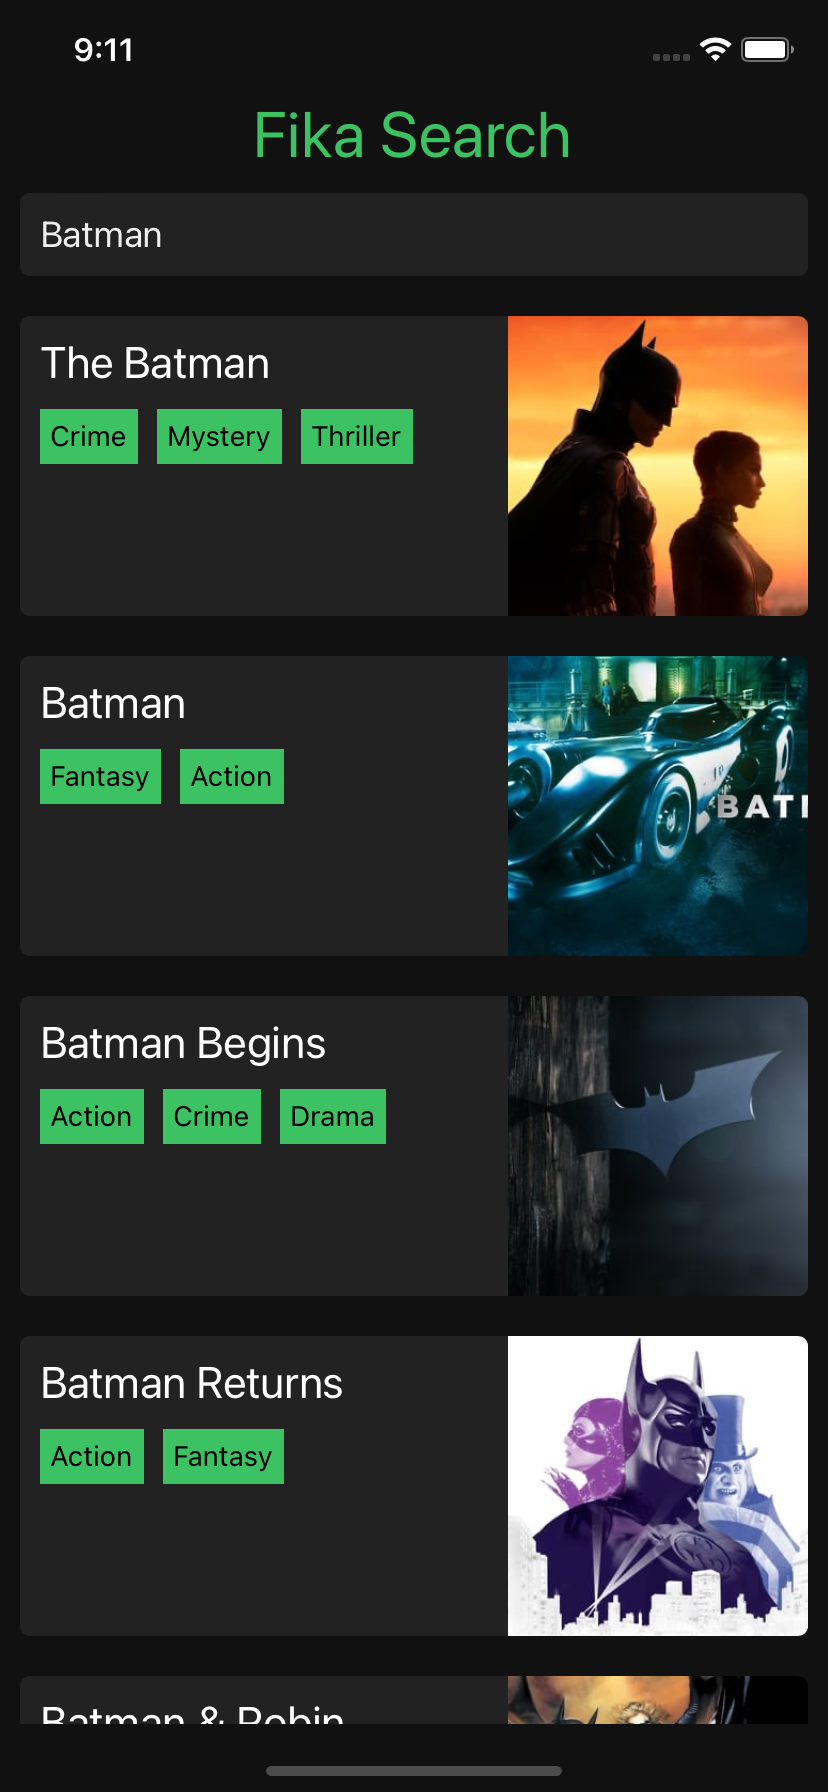 9:11
Fika Search
Batman
The Batman
Crime Mystery Thriller
Batman
Fantasy Action
BAT
Batman Begins
Action Crime Drama
Batman Returns
Action Fantasy
Batman & Robin